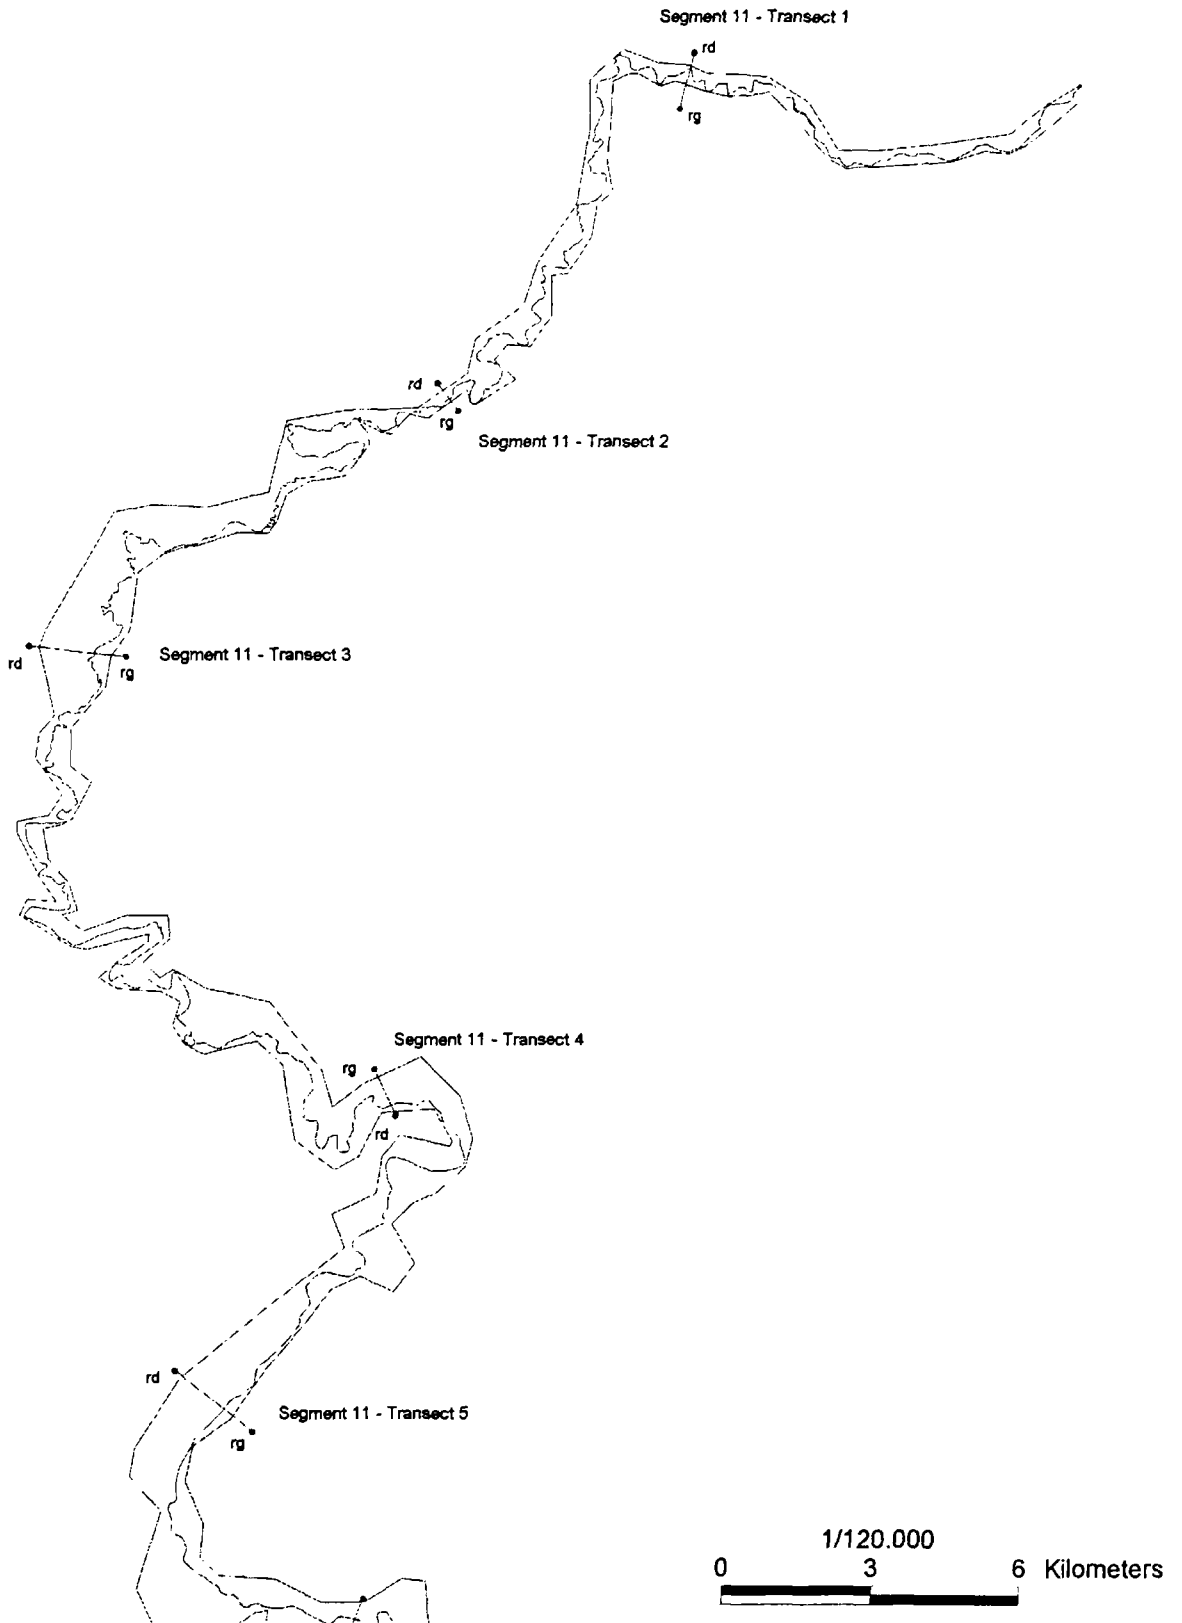 Segment 11 - Transect 1
rd
rg
rd
rg
Segment 11 - Transect 2
Segment 11 - Transect 3
rd
rg
Segment 11 - Transect 4
rg
rd
rd
Segment 11 - Transect 5
rg
1/120.000
0 3 6 Kilometers